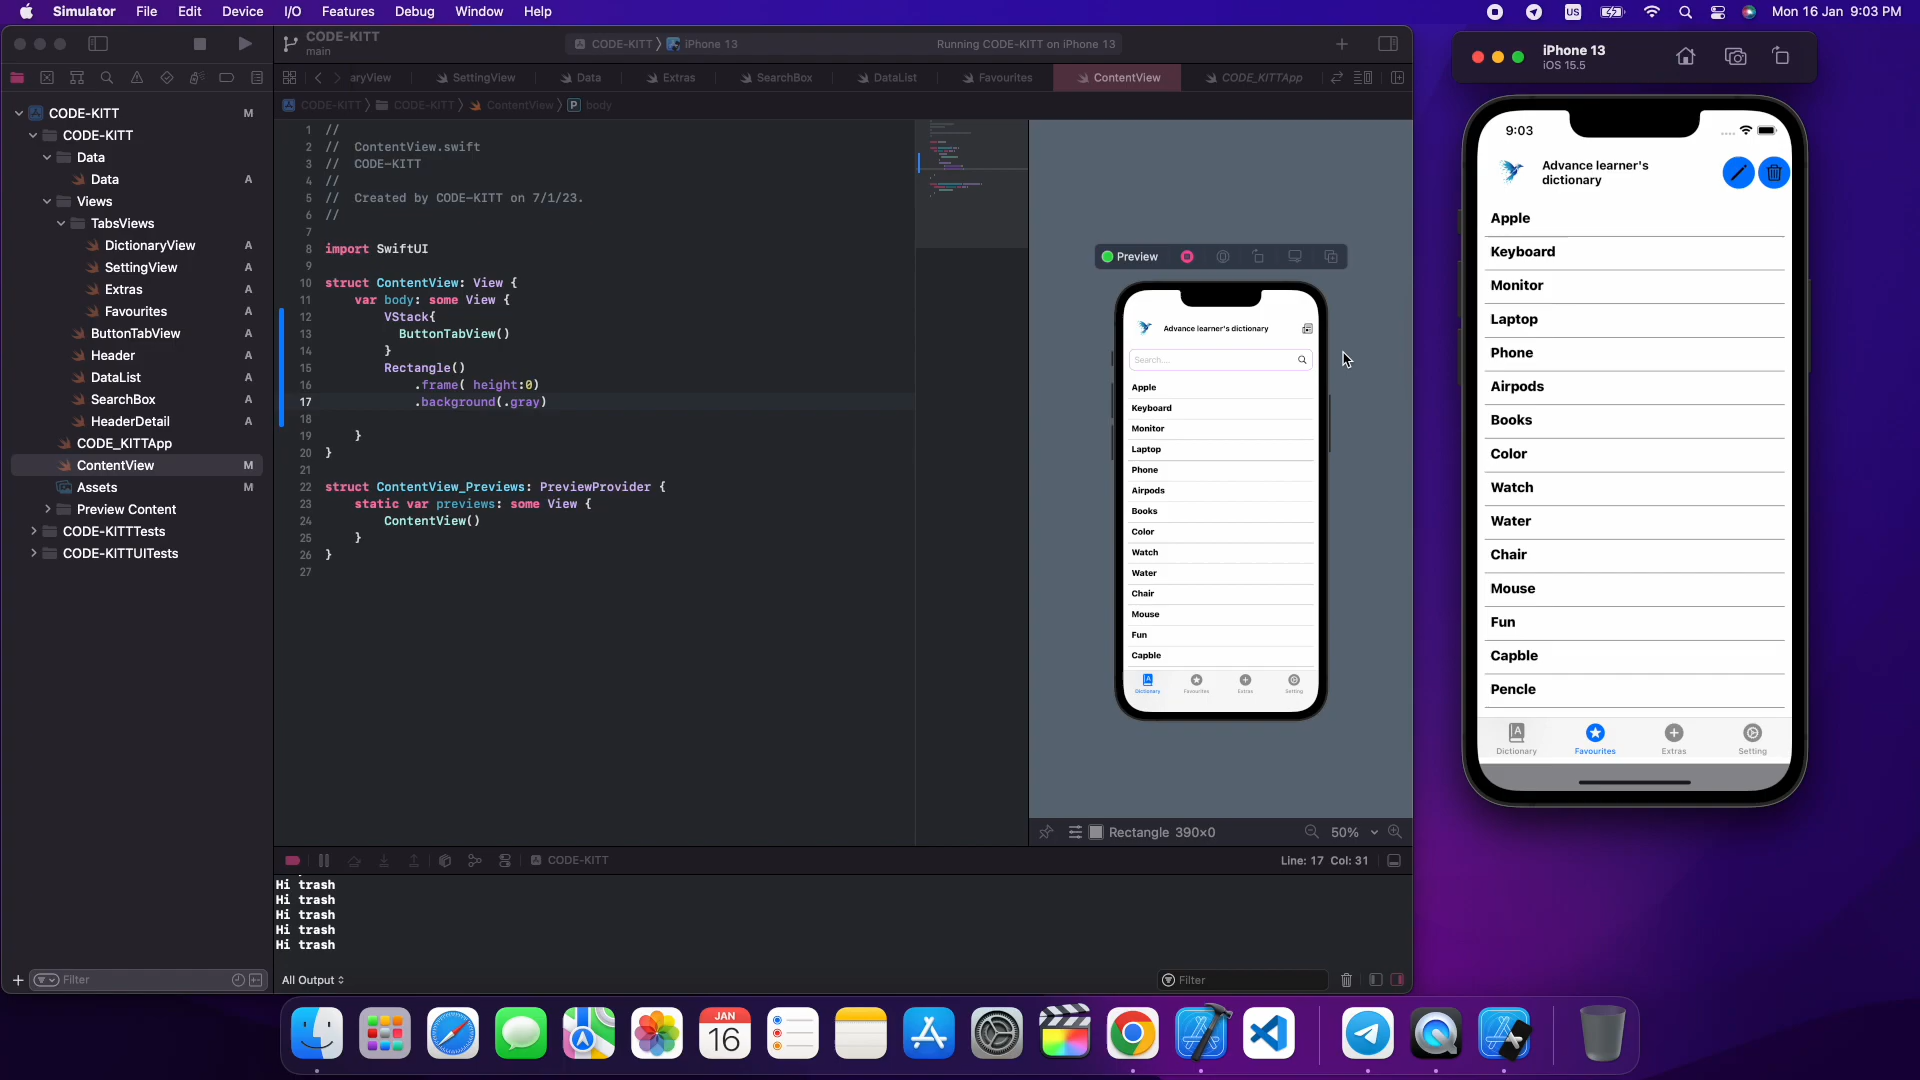 Simulator File Edit Device I/O Features Debug Window Help
US Mon 16 Jan 9:03 PM
CODE-KITT
main
CODE-KITT iPhone 13 Running CODE-KITT on iPhone 13
aryView SettingView Data Extras SearchBox DataList Favourites ContentView CODE_KITTApp
CODE-KITT CODE-KITT ContentView P body
CODE-KITT M
CODE-KITT
Data
Data A
Views
TabsViews
DictionaryView A
SettingView A
Extras A
Favourites A
ButtonTabView A
Header A
DataList A
SearchBox A
HeaderDetail A
CODE_KITTApp
ContentView M
Assets M
Preview Content
CODE-KITTTests
CODE-KITTUITests
Filter
1 //
2 // ContentView.swift
3 // CODE-KITT
4 //
5 // Created by CODE-KITT on 7/1/23.
6 //
7
8 import SwiftUI
9
10 struct ContentView: View {
11 var body: some View {
12 VStack{
13 ButtonTabView()
14 }
15 Rectangle()
16 .frame( height:0)
17 .background(.gray)
18
19 }
20 }
21
22 struct ContentView_Previews: PreviewProvider {
23 static var previews: some View {
24 ContentView()
25 }
26 }
27
Preview
Advance learner's dictionary
Search....
Apple
Keyboard
Monitor
Laptop
Phone
Airpods
Books
Color
Watch
Water
Chair
Mouse
Fun
Capble
Dictionary Favourites Extras Setting
Rectangle 390×0 50%
CODE-KITT Line: 17 Col: 31
Hi trash
Hi trash
Hi trash
Hi trash
Hi trash
All Output Filter
iPhone 13
iOS 15.5
9:03
Advance learner's
dictionary
Apple
Keyboard
Monitor
Laptop
Phone
Airpods
Books
Color
Watch
Water
Chair
Mouse
Fun
Capble
Pencle
Dictionary Favourites Extras Setting
JAN
16